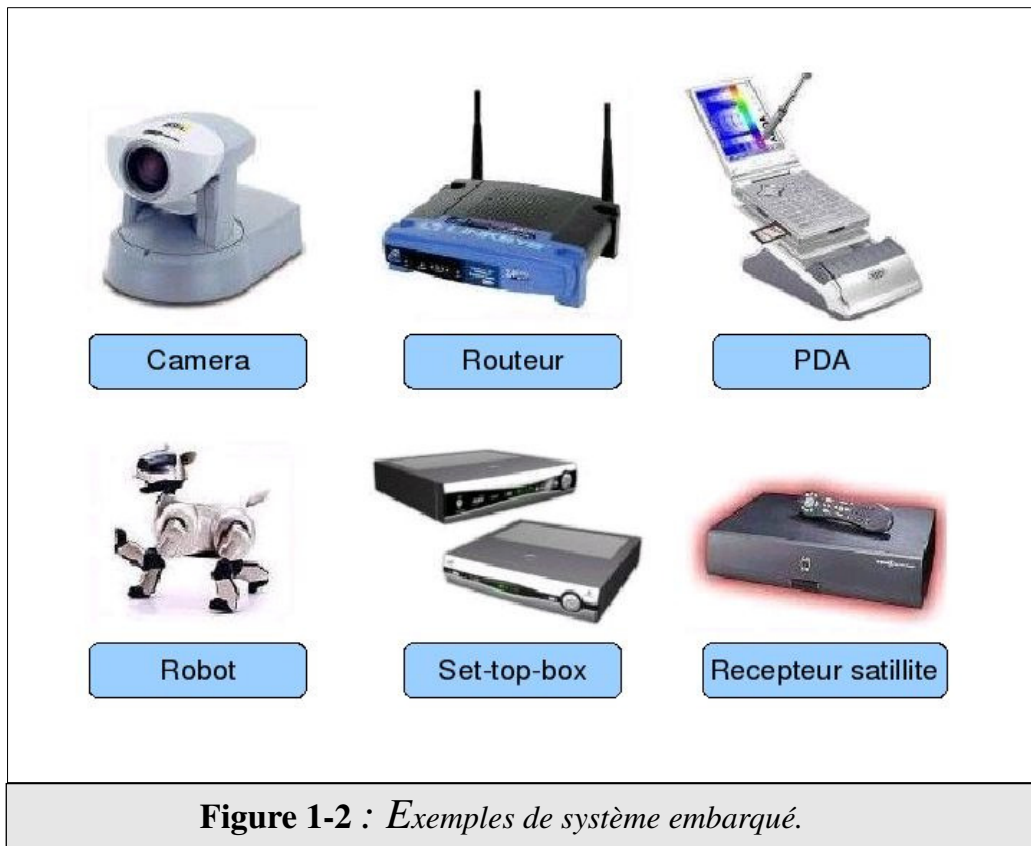 Camera
Routeur
PDA
Robot
Set-top-box
Recepteur satillite
Figure 1-2 : Exemples de système embarqué.